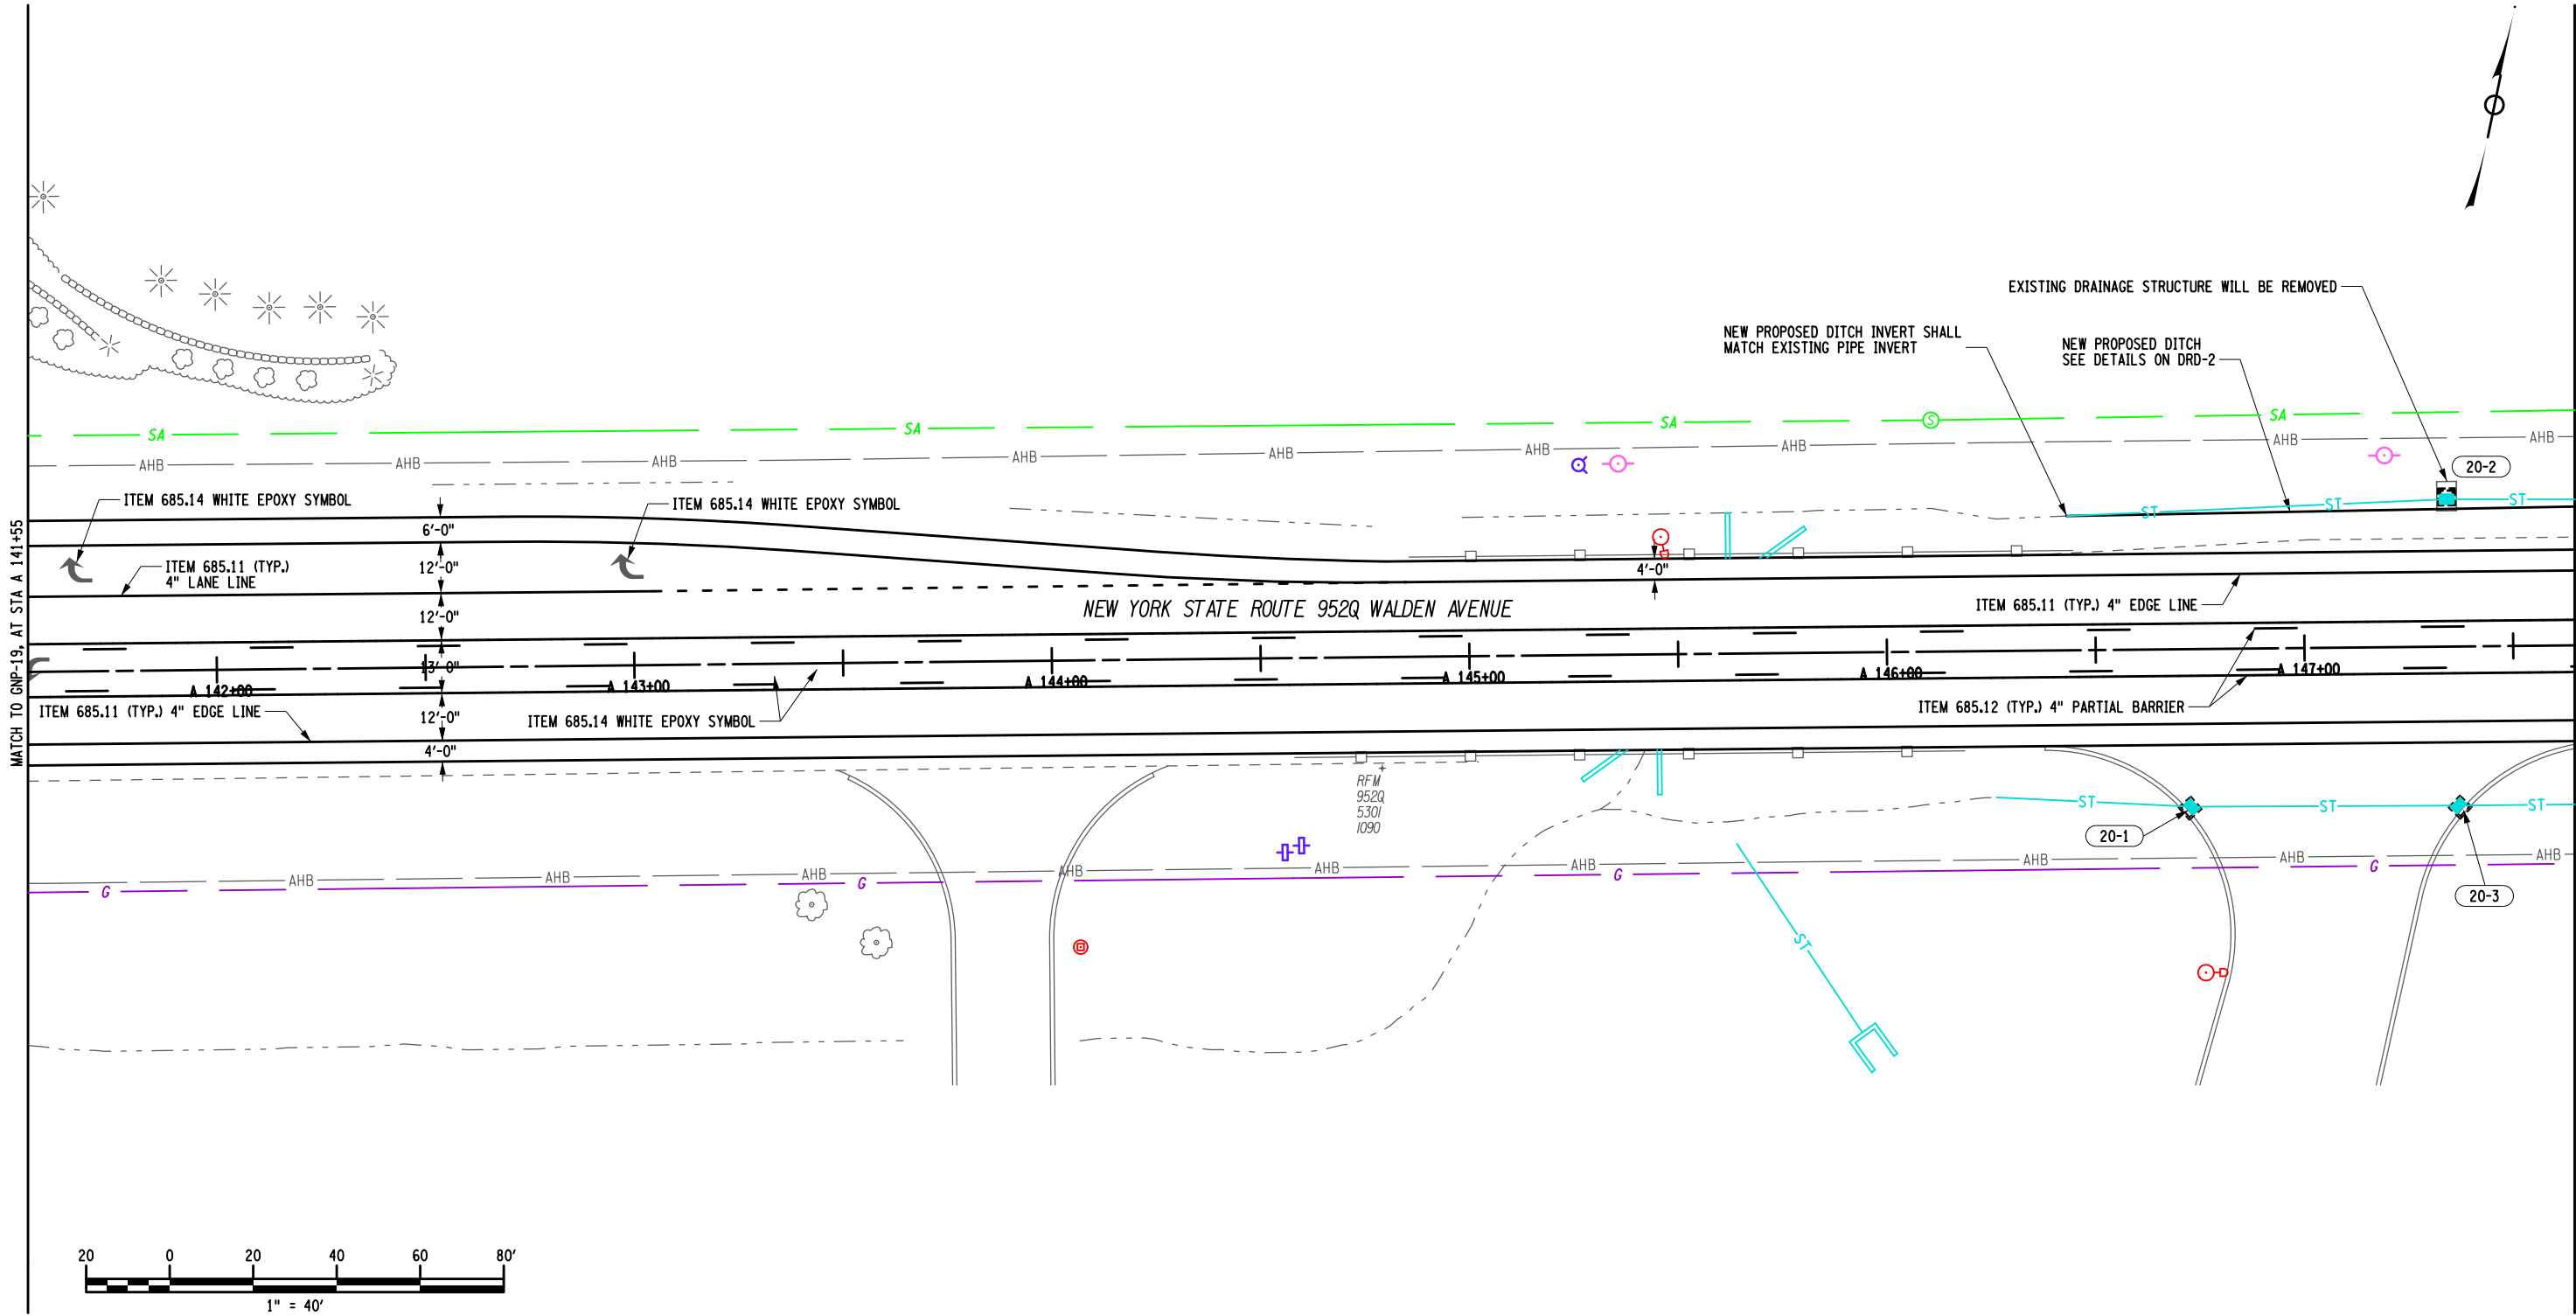 EXISTING DRAINAGE STRUCTURE WILL BE REMOVED
NEW PROPOSED DITCH INVERT SHALL
MATCH EXISTING PIPE INVERT
NEW PROPOSED DITCH
SEE DETAILS ON DRD-2
SA
SA
SA
S
SA
AHB
AHB
AHB
AHB
AHB
AHB
AHB
AHB
AHB
20-2
ITEM 685.14 WHITE EPOXY SYMBOL
ITEM 685.14 WHITE EPOXY SYMBOL
ST
ST
ST
6'-0"
MATCH TO GNP-19, AT STA A 141+55
ITEM 685.11 (TYP.)
4" LANE LINE
12'-0"
4'-0"
12'-0"
NEW YORK STATE ROUTE 952Q WALDEN AVENUE
ITEM 685.11 (TYP.) 4" EDGE LINE
13'-0"
A 142+00
A 143+00
A 144+00
A 145+00
A 146+00
A 147+00
ITEM 685.11 (TYP.) 4" EDGE LINE
12'-0"
ITEM 685.14 WHITE EPOXY SYMBOL
ITEM 685.12 (TYP.) 4" PARTIAL BARRIER
4'-0"
RFM
952Q
5301
1090
ST
ST
ST
20-1
20-3
AHB
AHB
AHB
AHB
AHB
AHB
AHB
AHB
AHB
G
G
G
G
ST
20 0 20 40 60 80'
1" = 40'